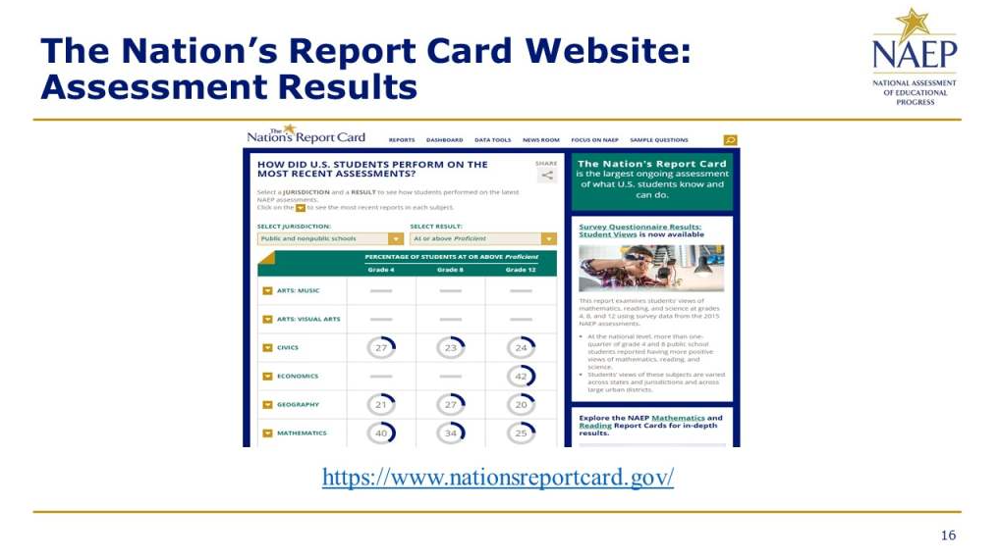 The Nation's Report Card Website:
Assessment Results
NAEP
NATIONAL ASSESSMENT
OF EDUCATIONAL
PROGRESS
The
Nation's Report Card
REPORTS DASHBOARD DATA TOOLS NEWS ROOM FOCUS ON NAEP SAMPLE QUESTIONS
HOW DID U.S. STUDENTS PERFORM ON THE
MOST RECENT ASSESSMENTS?
SHARE
Select a JURISDICTION and a RESULT to see how students performed on the latest
NAEP assessments.
Click on the to see the most recent reports in each subject.
SELECT JURISDICTION: SELECT RESULT:
Public and nonpublic schools At or above Proficient
PERCENTAGE OF STUDENTS AT OR ABOVE Proficient
Grade 4 Grade 8 Grade 12
ARTS: MUSIC
ARTS: VISUAL ARTS
CIVICS 27 23 24
ECONOMICS 42
GEOGRAPHY 21 27 20
MATHEMATICS 40 34 25
The Nation's Report Card
is the largest ongoing assessment
of what U.S. students know and
can do.
Survey Questionnaire Results:
Student Views is now available
This report examines students' views of
mathematics, reading, and science at grades
4, 8, and 12 using survey data from the 2015
NAEP assessments.
• At the national level, more than one-
quarter of grade 4 and 8 public school
students reported having more positive
views of mathematics, reading, and
science.
• Students' views of these subjects are varied
across states and jurisdictions and across
large urban districts.
Explore the NAEP Mathematics and
Reading Report Cards for in-depth
results.
https://www.nationsreportcard.gov/
16